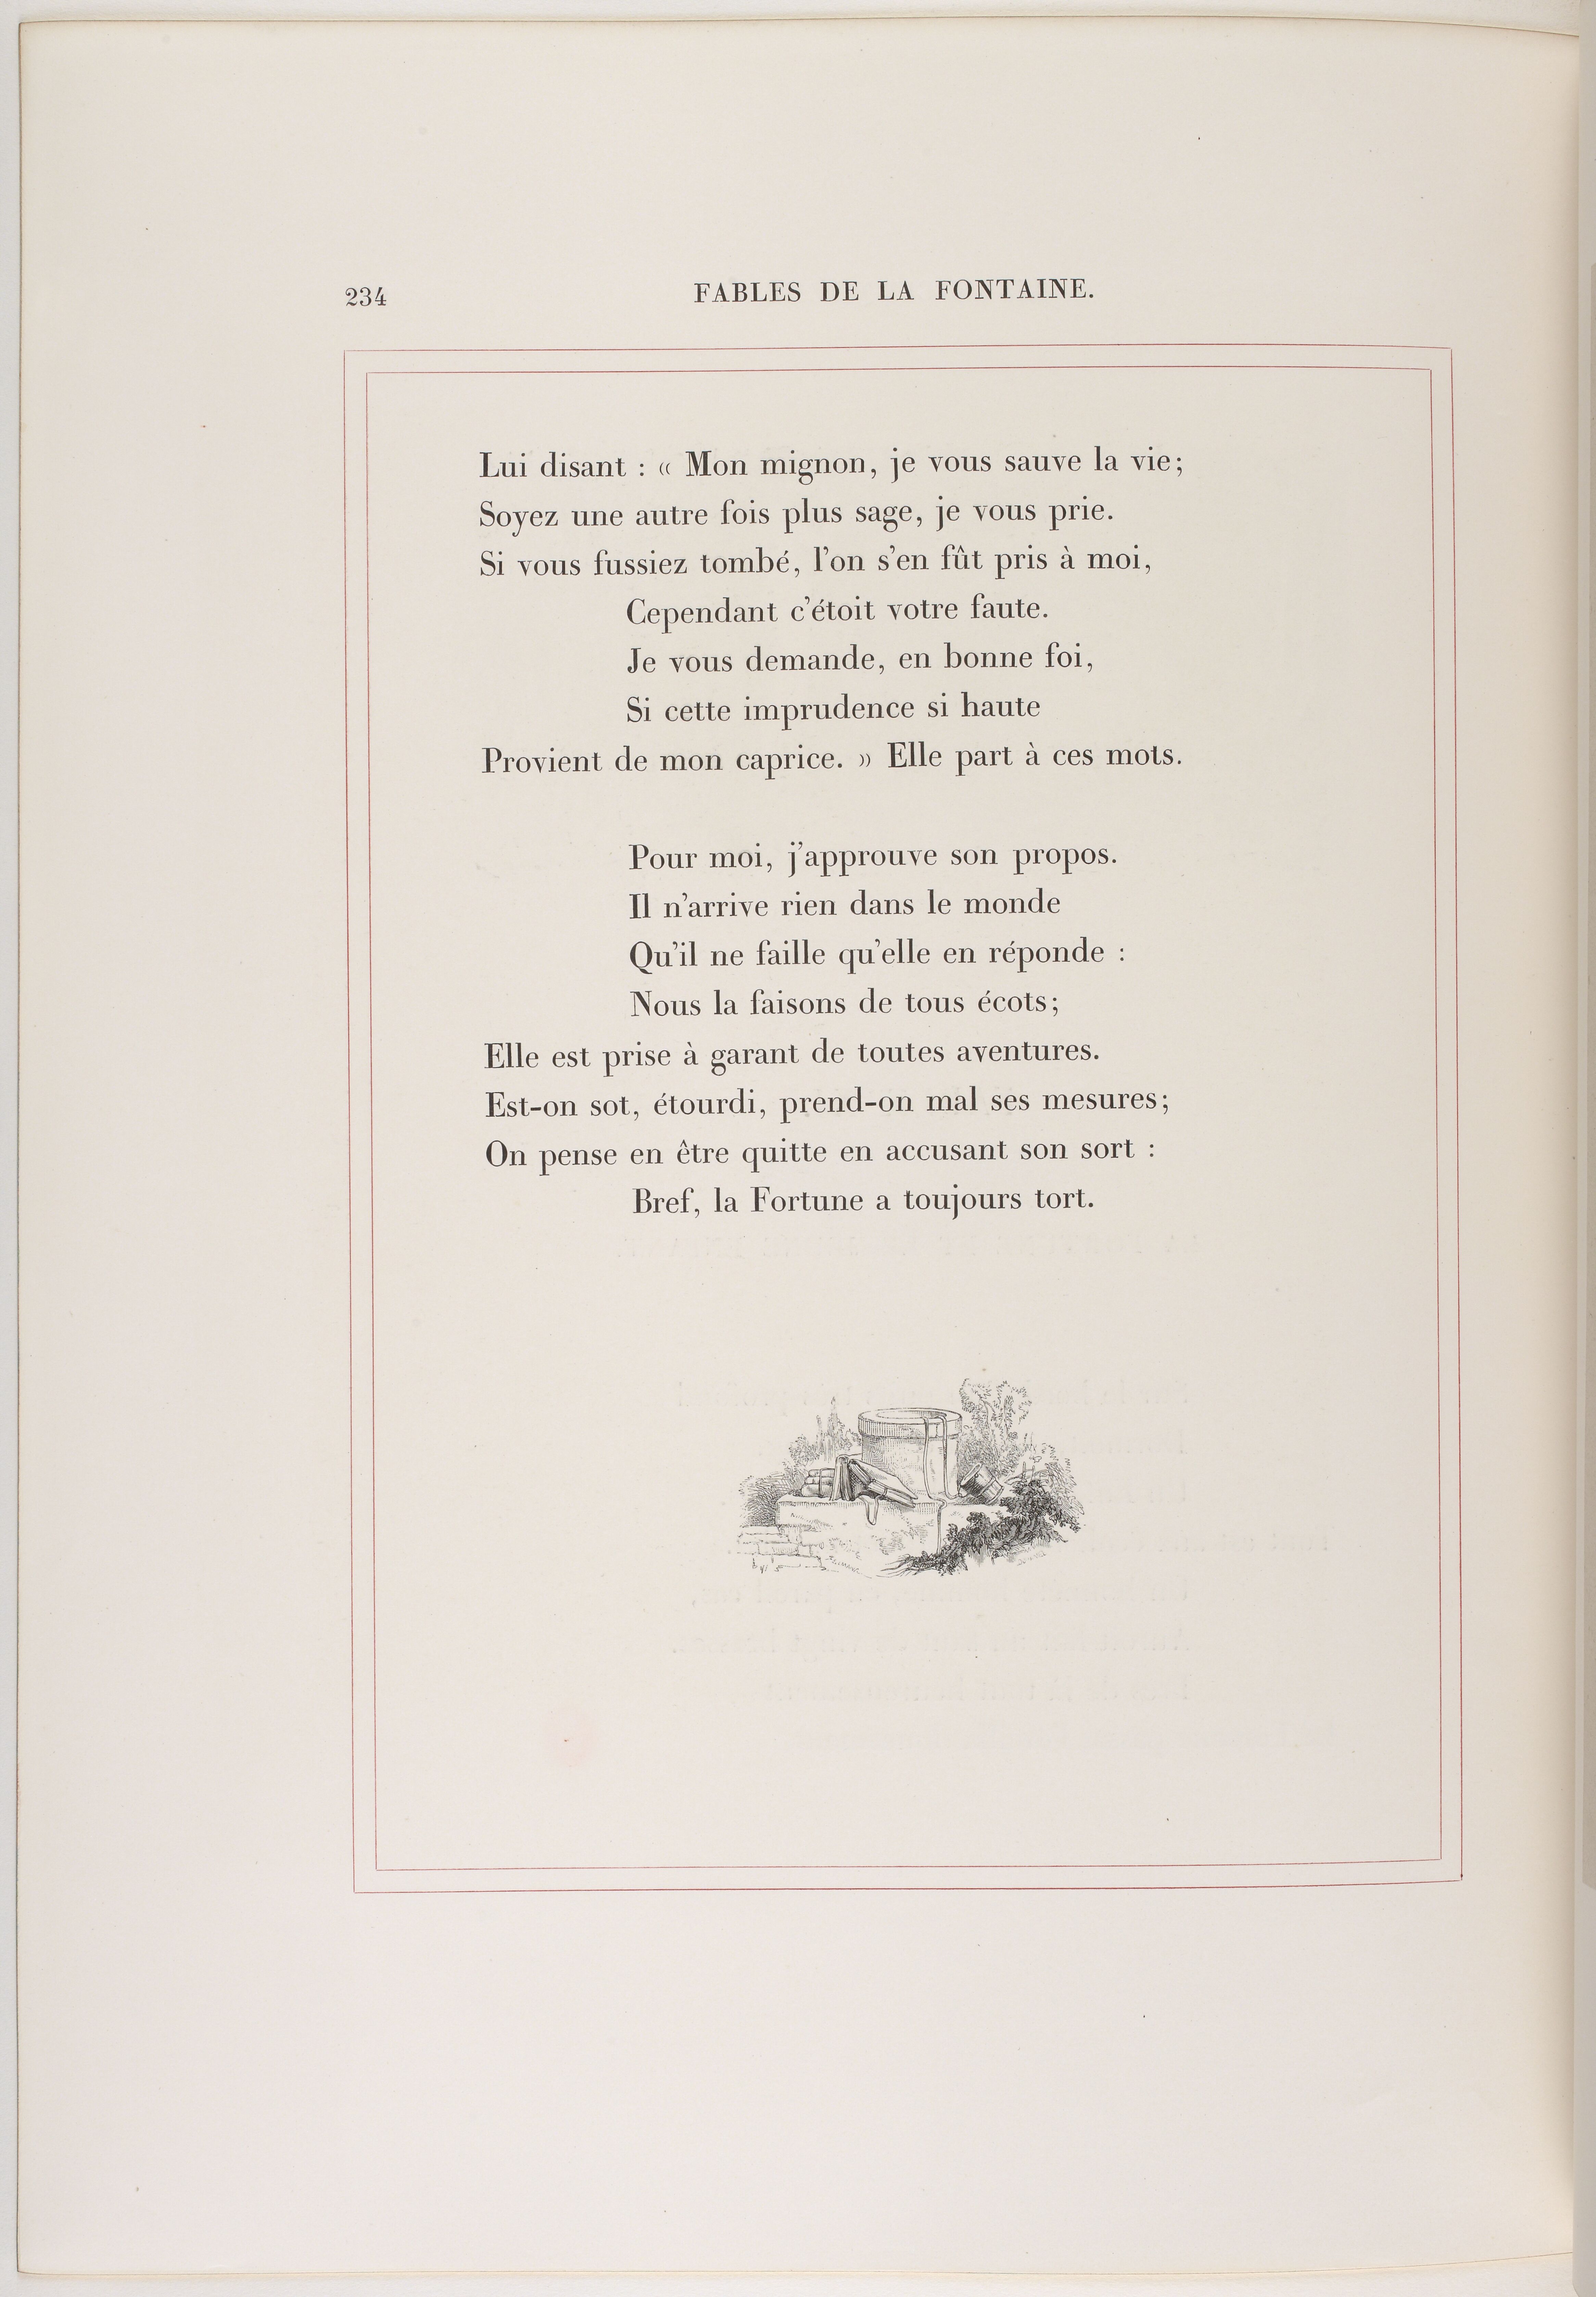 234
FABLES DE LA FONTAINE.
Lui disant : « Mon mignon, je vous sauve la vie;
Soyez une autre fois plus sage, je vous prie.
Si vous fussiez tombé, l'on s'en fût pris à moi,
Cependant c'étoit votre faute.
Je vous demande, en bonne foi,
Si cette imprudence si haute
Provient de mon caprice. » Elle part à ces mots.
Pour moi, j'approuve son propos.
Il n'arrive rien dans le monde
Qu'il ne faille qu'elle en réponde :
Nous la faisons de tous écots;
Elle est prise à garant de toutes aventures.
Est-on sot, étourdi, prend-on mal ses mesures;
On pense en être quitte en accusant son sort :
Bref, la Fortune a toujours tort.